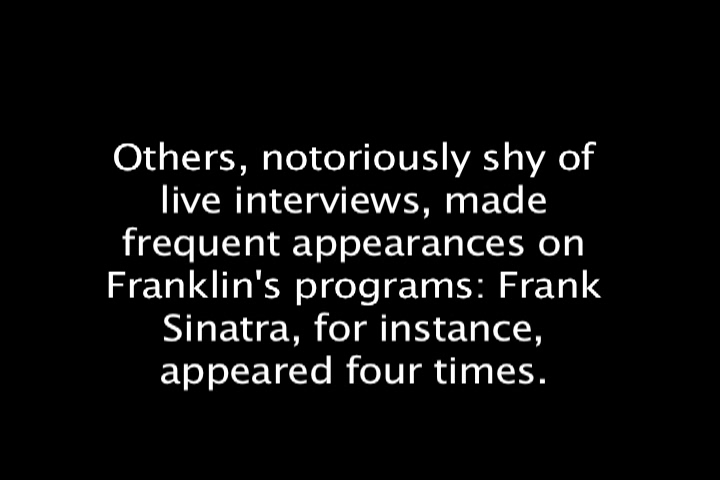 Others, notoriously shy of
live interviews, made
frequent appearances on
Franklin's programs: Frank
Sinatra, for instance,
appeared four times.